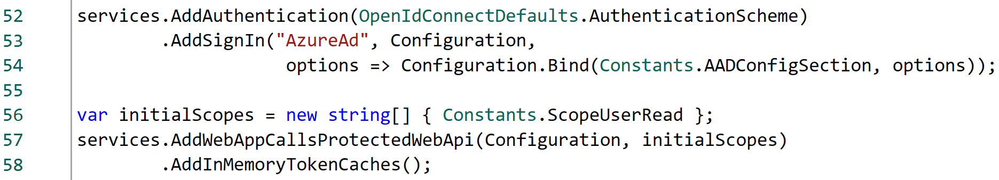 52 services.AddAuthentication(OpenIdConnectDefaults.AuthenticationScheme)
53 .AddSignIn("AzureAd", Configuration,
54 options => Configuration.Bind(Constants.AADConfigSection, options));
55
56 var initialScopes = new string[] { Constants.ScopeUserRead };
57 services.AddWebAppCallsProtectedWebApi(Configuration, initialScopes)
58 .AddInMemoryTokenCaches();